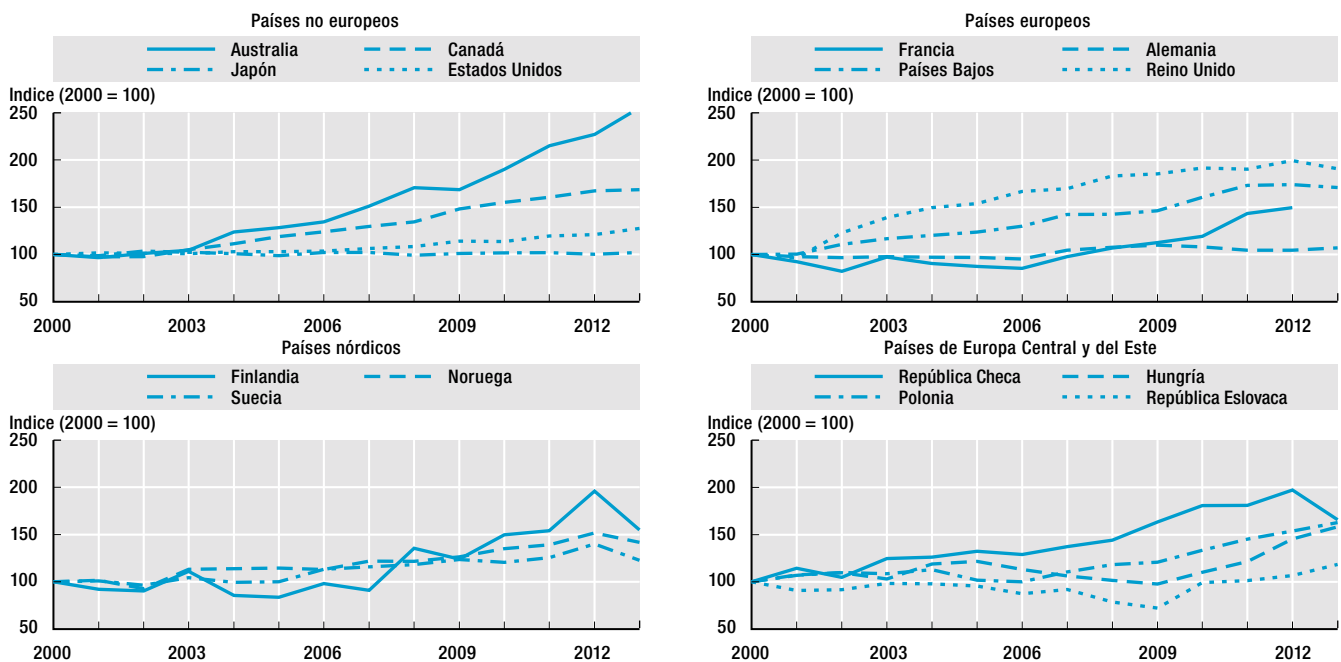 Países no europeos
Australia Canadá
Japón Estados Unidos
Indice (2000 = 100)
250
200
150
100
50
2000 2003 2006 2009 2012
Países europeos
Francia Alemania
Países Bajos Reino Unido
Indice (2000 = 100)
250
200
150
100
50
2000 2003 2006 2009 2012
Países nórdicos
Finlandia Noruega
Suecia
Indice (2000 = 100)
250
200
150
100
50
2000 2003 2006 2009 2012
Países de Europa Central y del Este
República Checa Hungría
Polonia República Eslovaca
Indice (2000 = 100)
250
200
150
100
50
2000 2003 2006 2009 2012